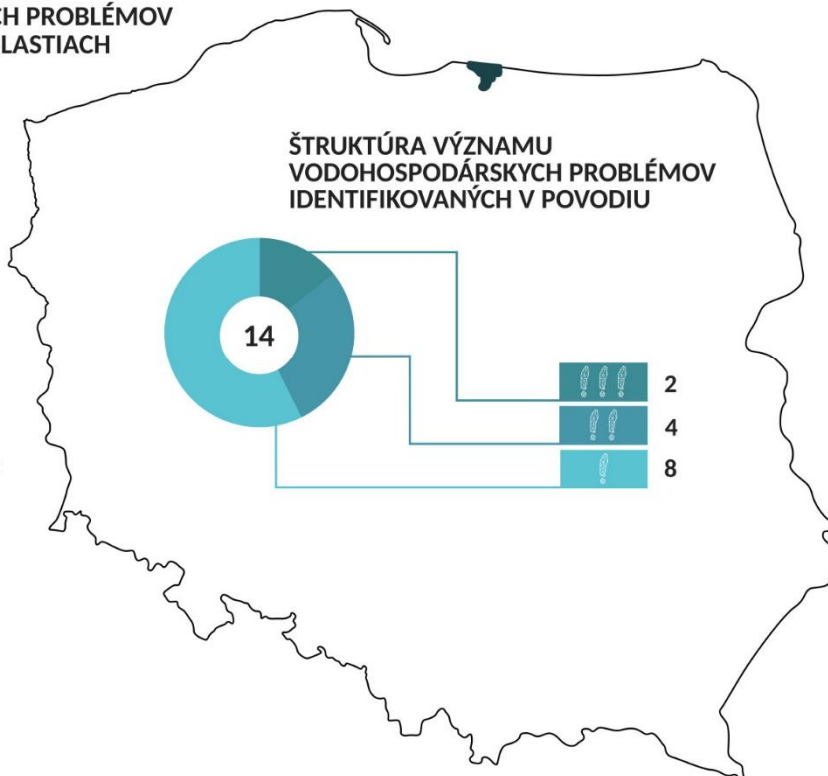 CH PROBLÉMOV
LASTIACH
ŠTRUKTÚRA VÝZNAMU
VODOHOSPODÁRSKYCH PROBLÉMOV
IDENTIFIKOVANÝCH V POVODIU
14
!!! 2
!! 4
! 8